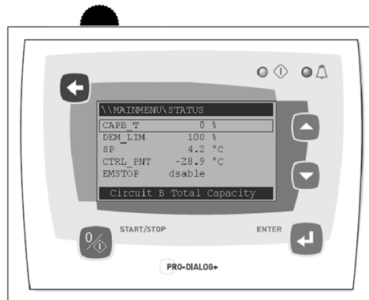 \\MAINMENU\STATUS
CAPB_T 0 %
DEM_LIM 100 %
SP 4.2 °C
CTRL_PNT -28.9 °C
EMSTOP dsable
Circuit B Total Capacity
0/
START/STOP ENTER
PRO-DIALOG+